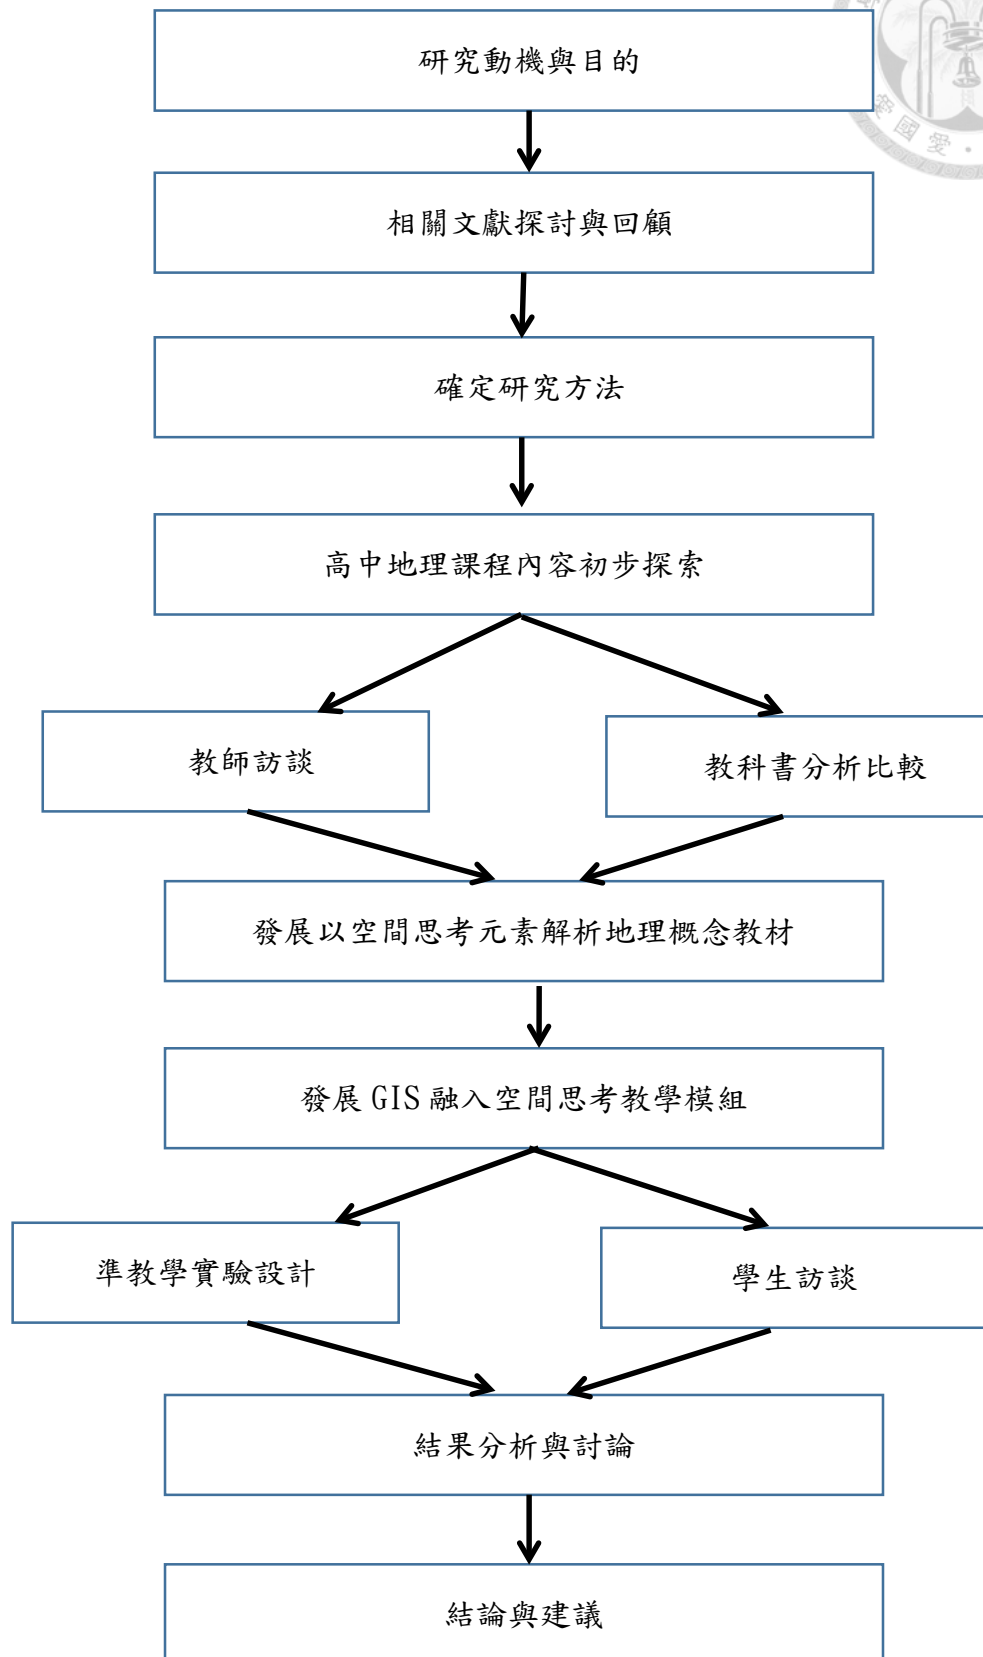 研究動機與目的
相關文獻探討與回顧
確定研究方法
高中地理課程內容初步探索
教師訪談
教科書分析比較
發展以空間思考元素解析地理概念教材
發展 GIS 融入空間思考教學模組
準教學實驗設計
學生訪談
結果分析與討論
結論與建議